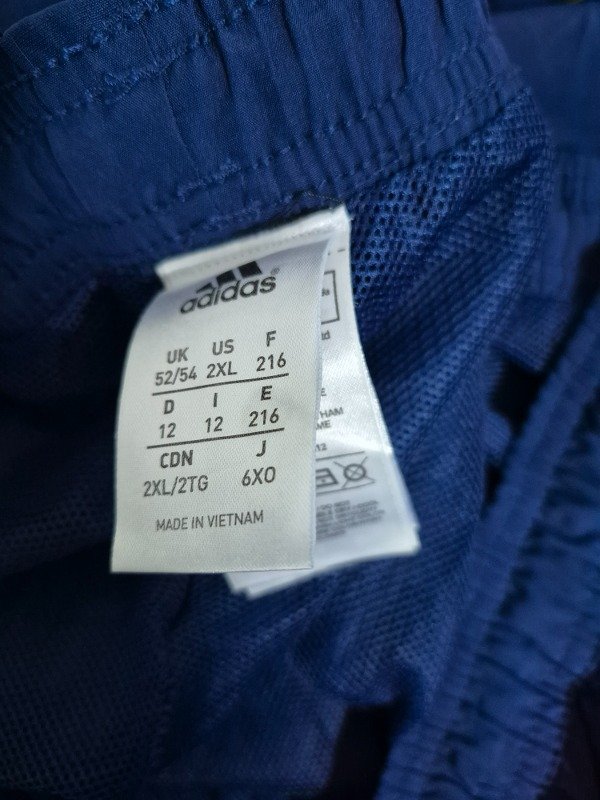 adidas®
UK US F
52/54 2XL 216
D I E
12 12 216
CDN J
2XL/2TG 6XO
MADE IN VIETNAM